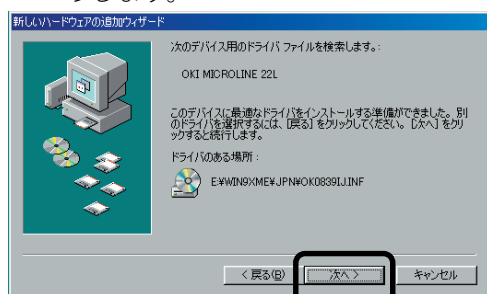 新しいハードウェアの追加ウィザード
次のデバイス用のドライバ ファイルを検索します。:
OKI MICROLINE 22L
このデバイスに最適なドライバをインストールする準備ができました。別
のドライバを選択するには、[戻る] をクリックしてください。[次へ] をクリ
ックすると続行します。
ドライバのある場所:
E:¥WIN9XME¥JPN¥OK0839IJ.INF
< 戻る(B)
次へ >
キャンセル